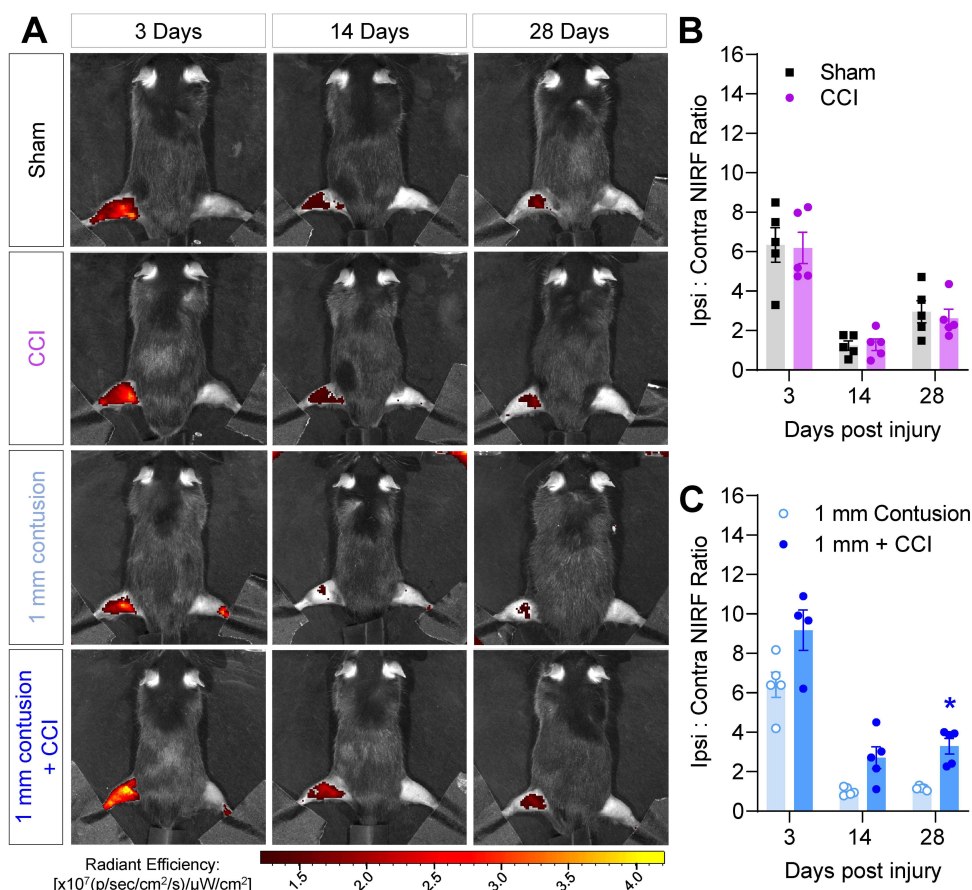 A
3 Days
14 Days
28 Days
Sham
CCI
1 mm contusion
1 mm contusion
+ CCI
Radiant Efficiency:
[x10⁷(p/sec/cm²/s)/µW/cm²]
1.5
2.0
2.5
3.0
3.5
4.0
B
Sham
CCI
Ipsi : Contra NIRF Ratio
16
14
12
10
8
6
4
2
0
3
14
28
Days post injury
C
1 mm Contusion
1 mm + CCI
Ipsi : Contra NIRF Ratio
16
14
12
10
8
6
4
2
0
*
3
14
28
Days post injury